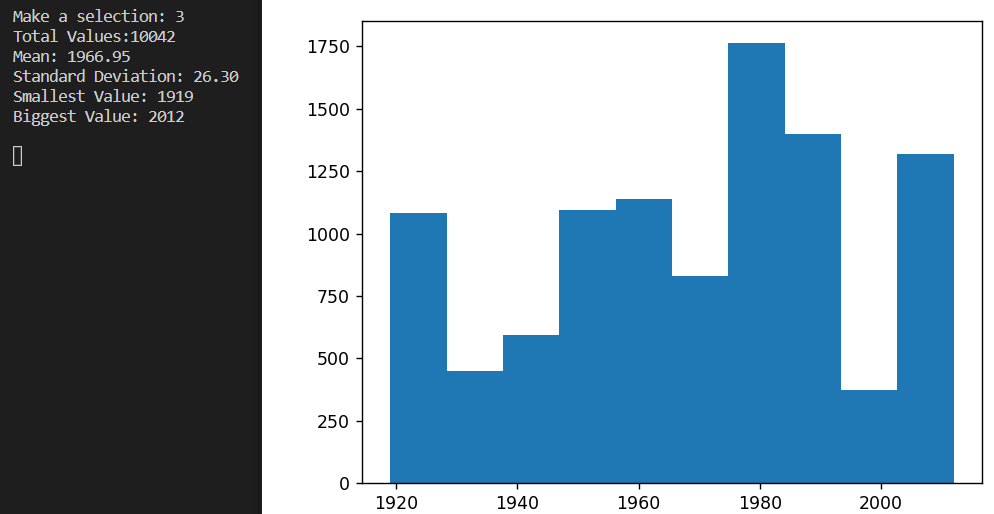 Make a selection: 3
Total Values:10042
Mean: 1966.95
Standard Deviation: 26.30
Smallest Value: 1919
Biggest Value: 2012
1750
1500
1250
1000
750
500
250
0
1920 1940 1960 1980 2000